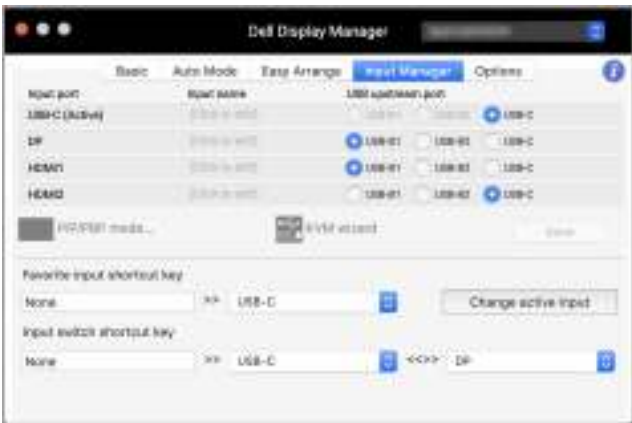 Dell Display Manager
Basic Auto Mode Easy Arrange Input Manager Options
Input port Input name USB upstream port
USB-C (Active) USB-C
DP USB-B1 USB-B2 USB-C
HDMI1 USB-B1 USB-B2 USB-C
HDMI2 USB-B1 USB-B2 USB-C
PIP/PBP mode... KVM wizard
Favorite input shortcut key
None >> USB-C Change active input
Input switch shortcut key
None >> USB-C <<>> DP